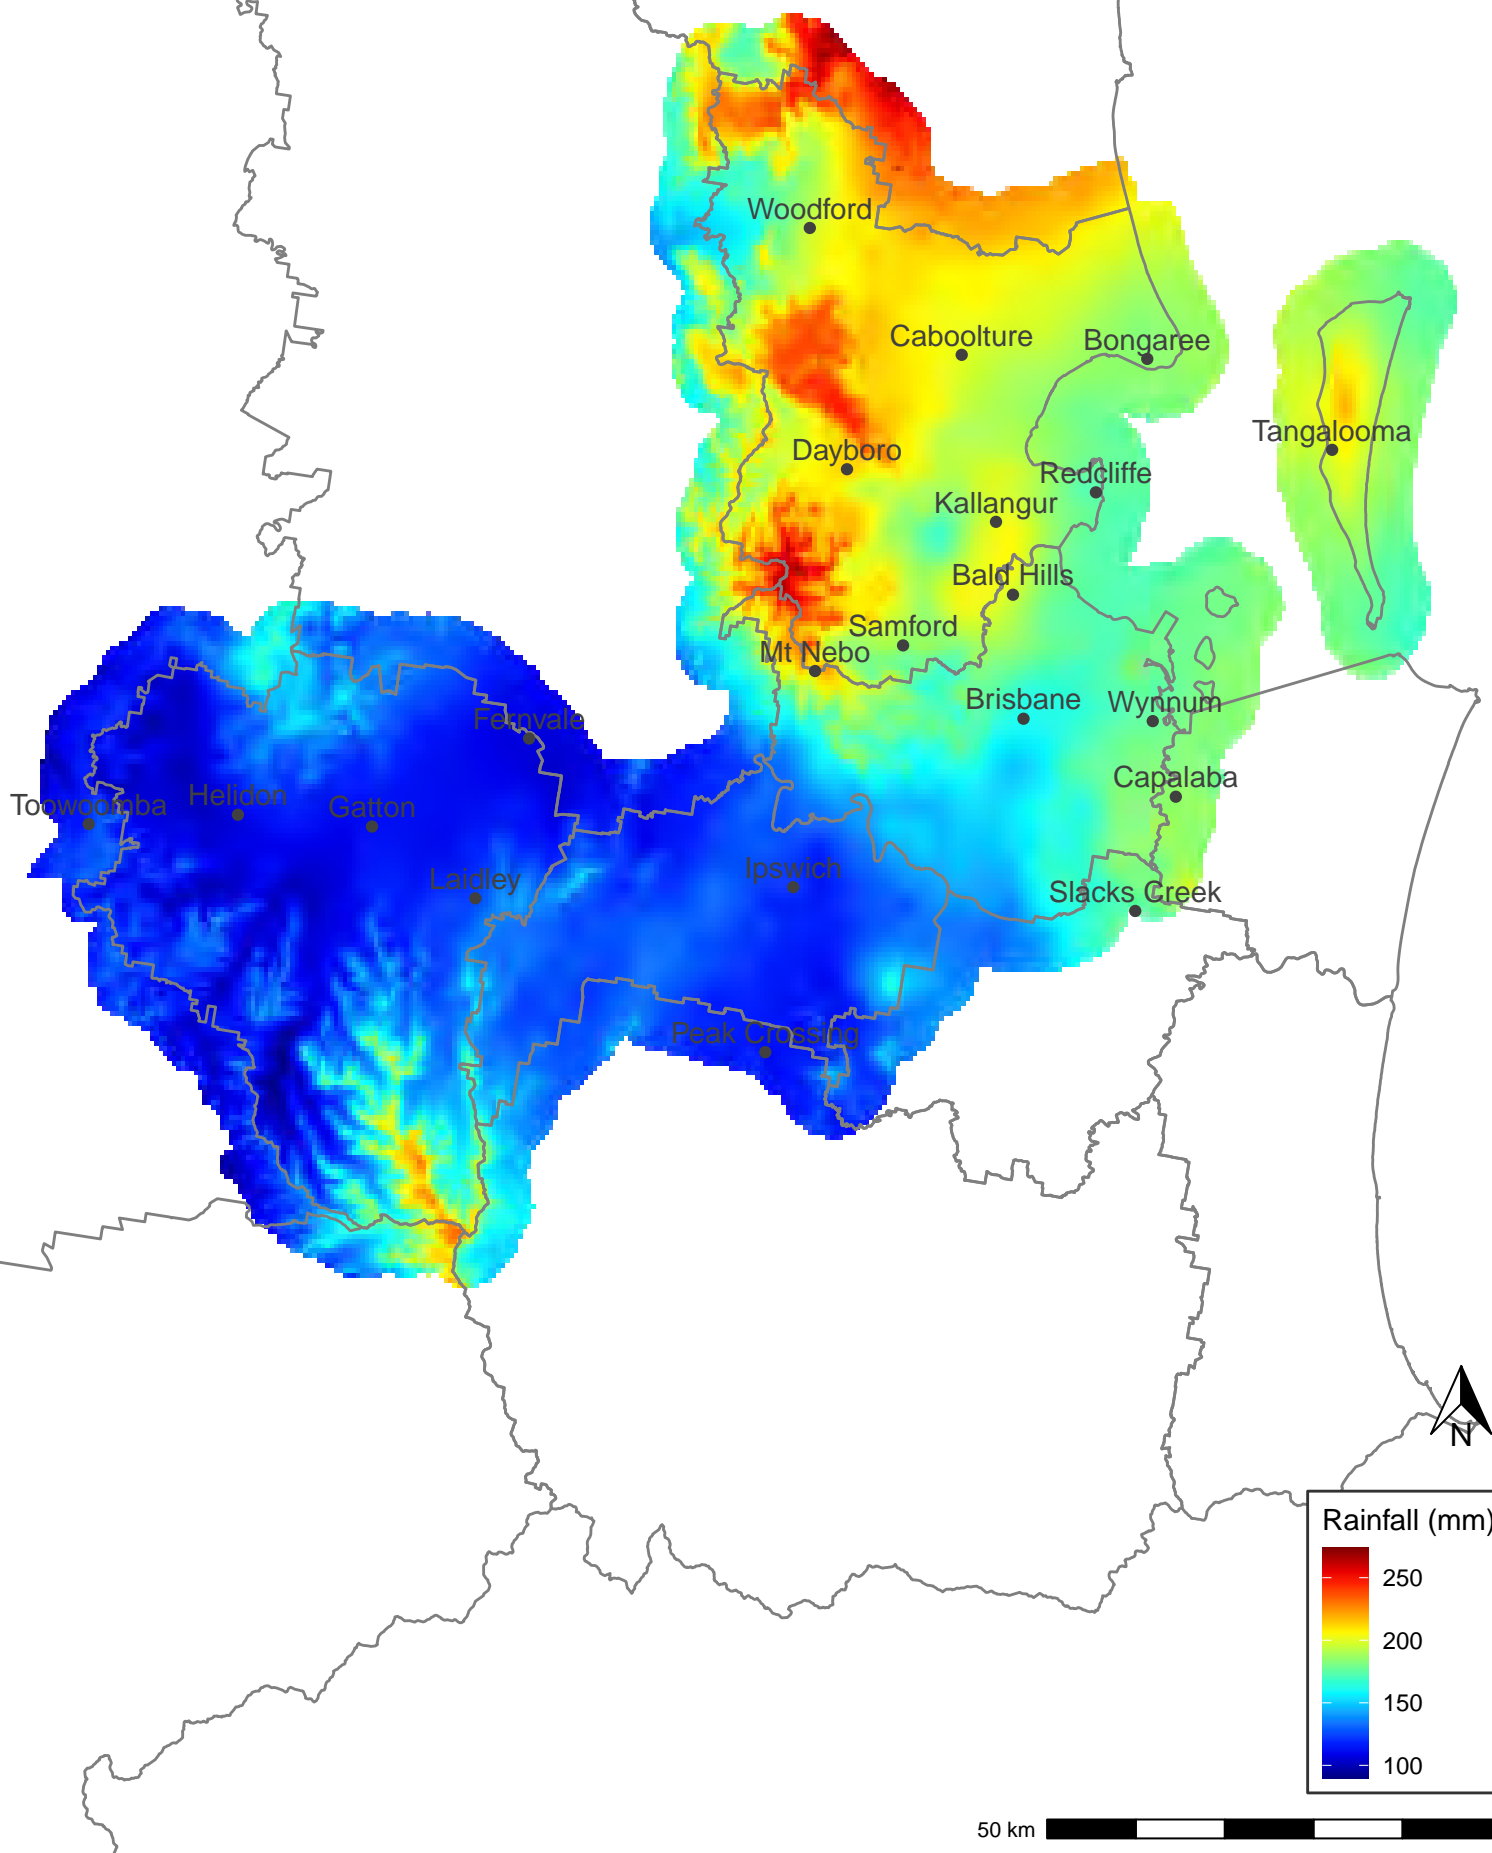 Woodford
Caboolture
Bongaree
Tangalooma
Dayboro
Redcliffe
Kallangur
Bald Hills
Samford
Mt Nebo
Brisbane
Wynnum
Fernvale
Capalaba
Toowoomba
Helidon
Gatton
Ipswich
Laidley
Slacks Creek
Peak Crossing
N
Rainfall (mm)
250
200
150
100
50 km